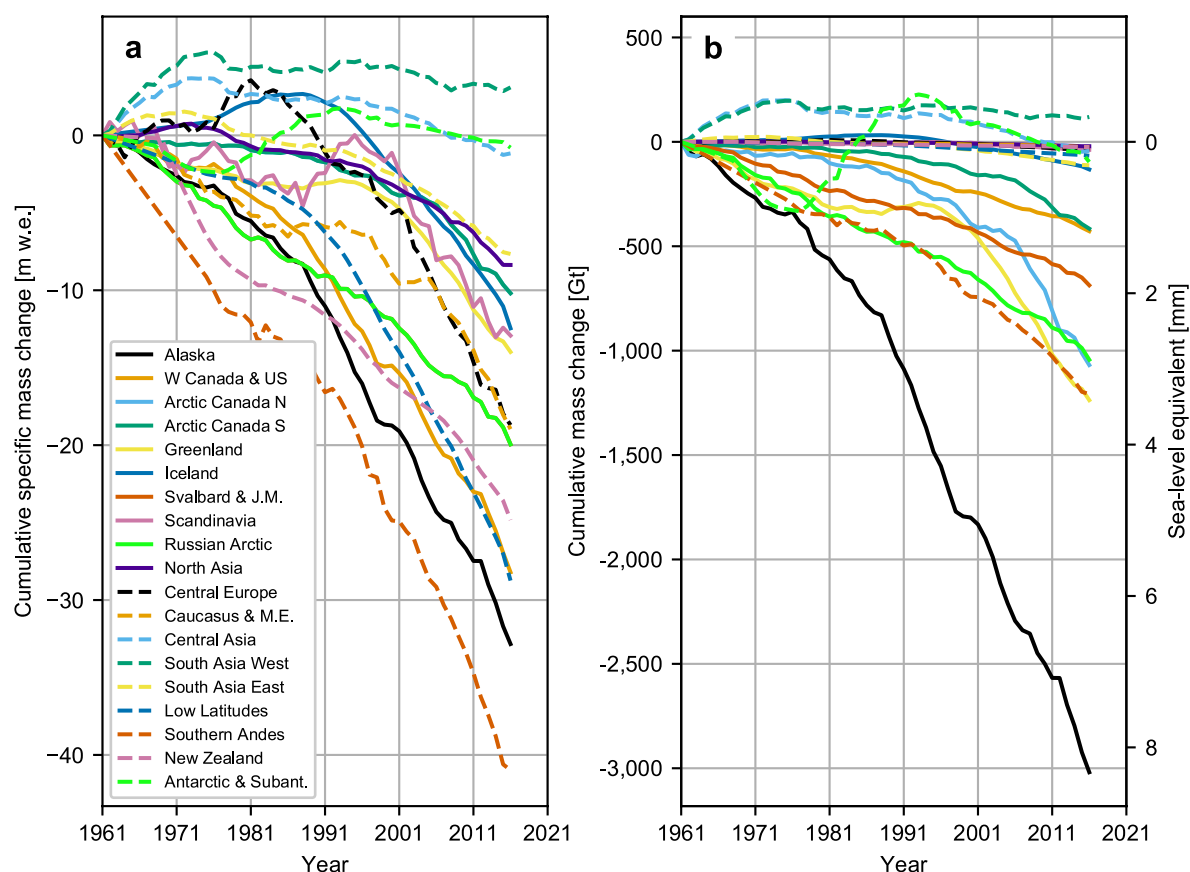 a
Cumulative specific mass change [m w.e.]
0
−10
−20
−30
−40
Alaska
W Canada & US
Arctic Canada N
Arctic Canada S
Greenland
Iceland
Svalbard & J.M.
Scandinavia
Russian Arctic
North Asia
Central Europe
Caucasus & M.E.
Central Asia
South Asia West
South Asia East
Low Latitudes
Southern Andes
New Zealand
Antarctic & Subant.
1961 1971 1981 1991 2001 2011 2021
Year
b
Cumulative mass change [Gt]
500
0
-500
-1,000
-1,500
-2,000
-2,500
-3,000
1961 1971 1981 1991 2001 2011 2021
Year
0
2
4
6
8
Sea-level equivalent [mm]